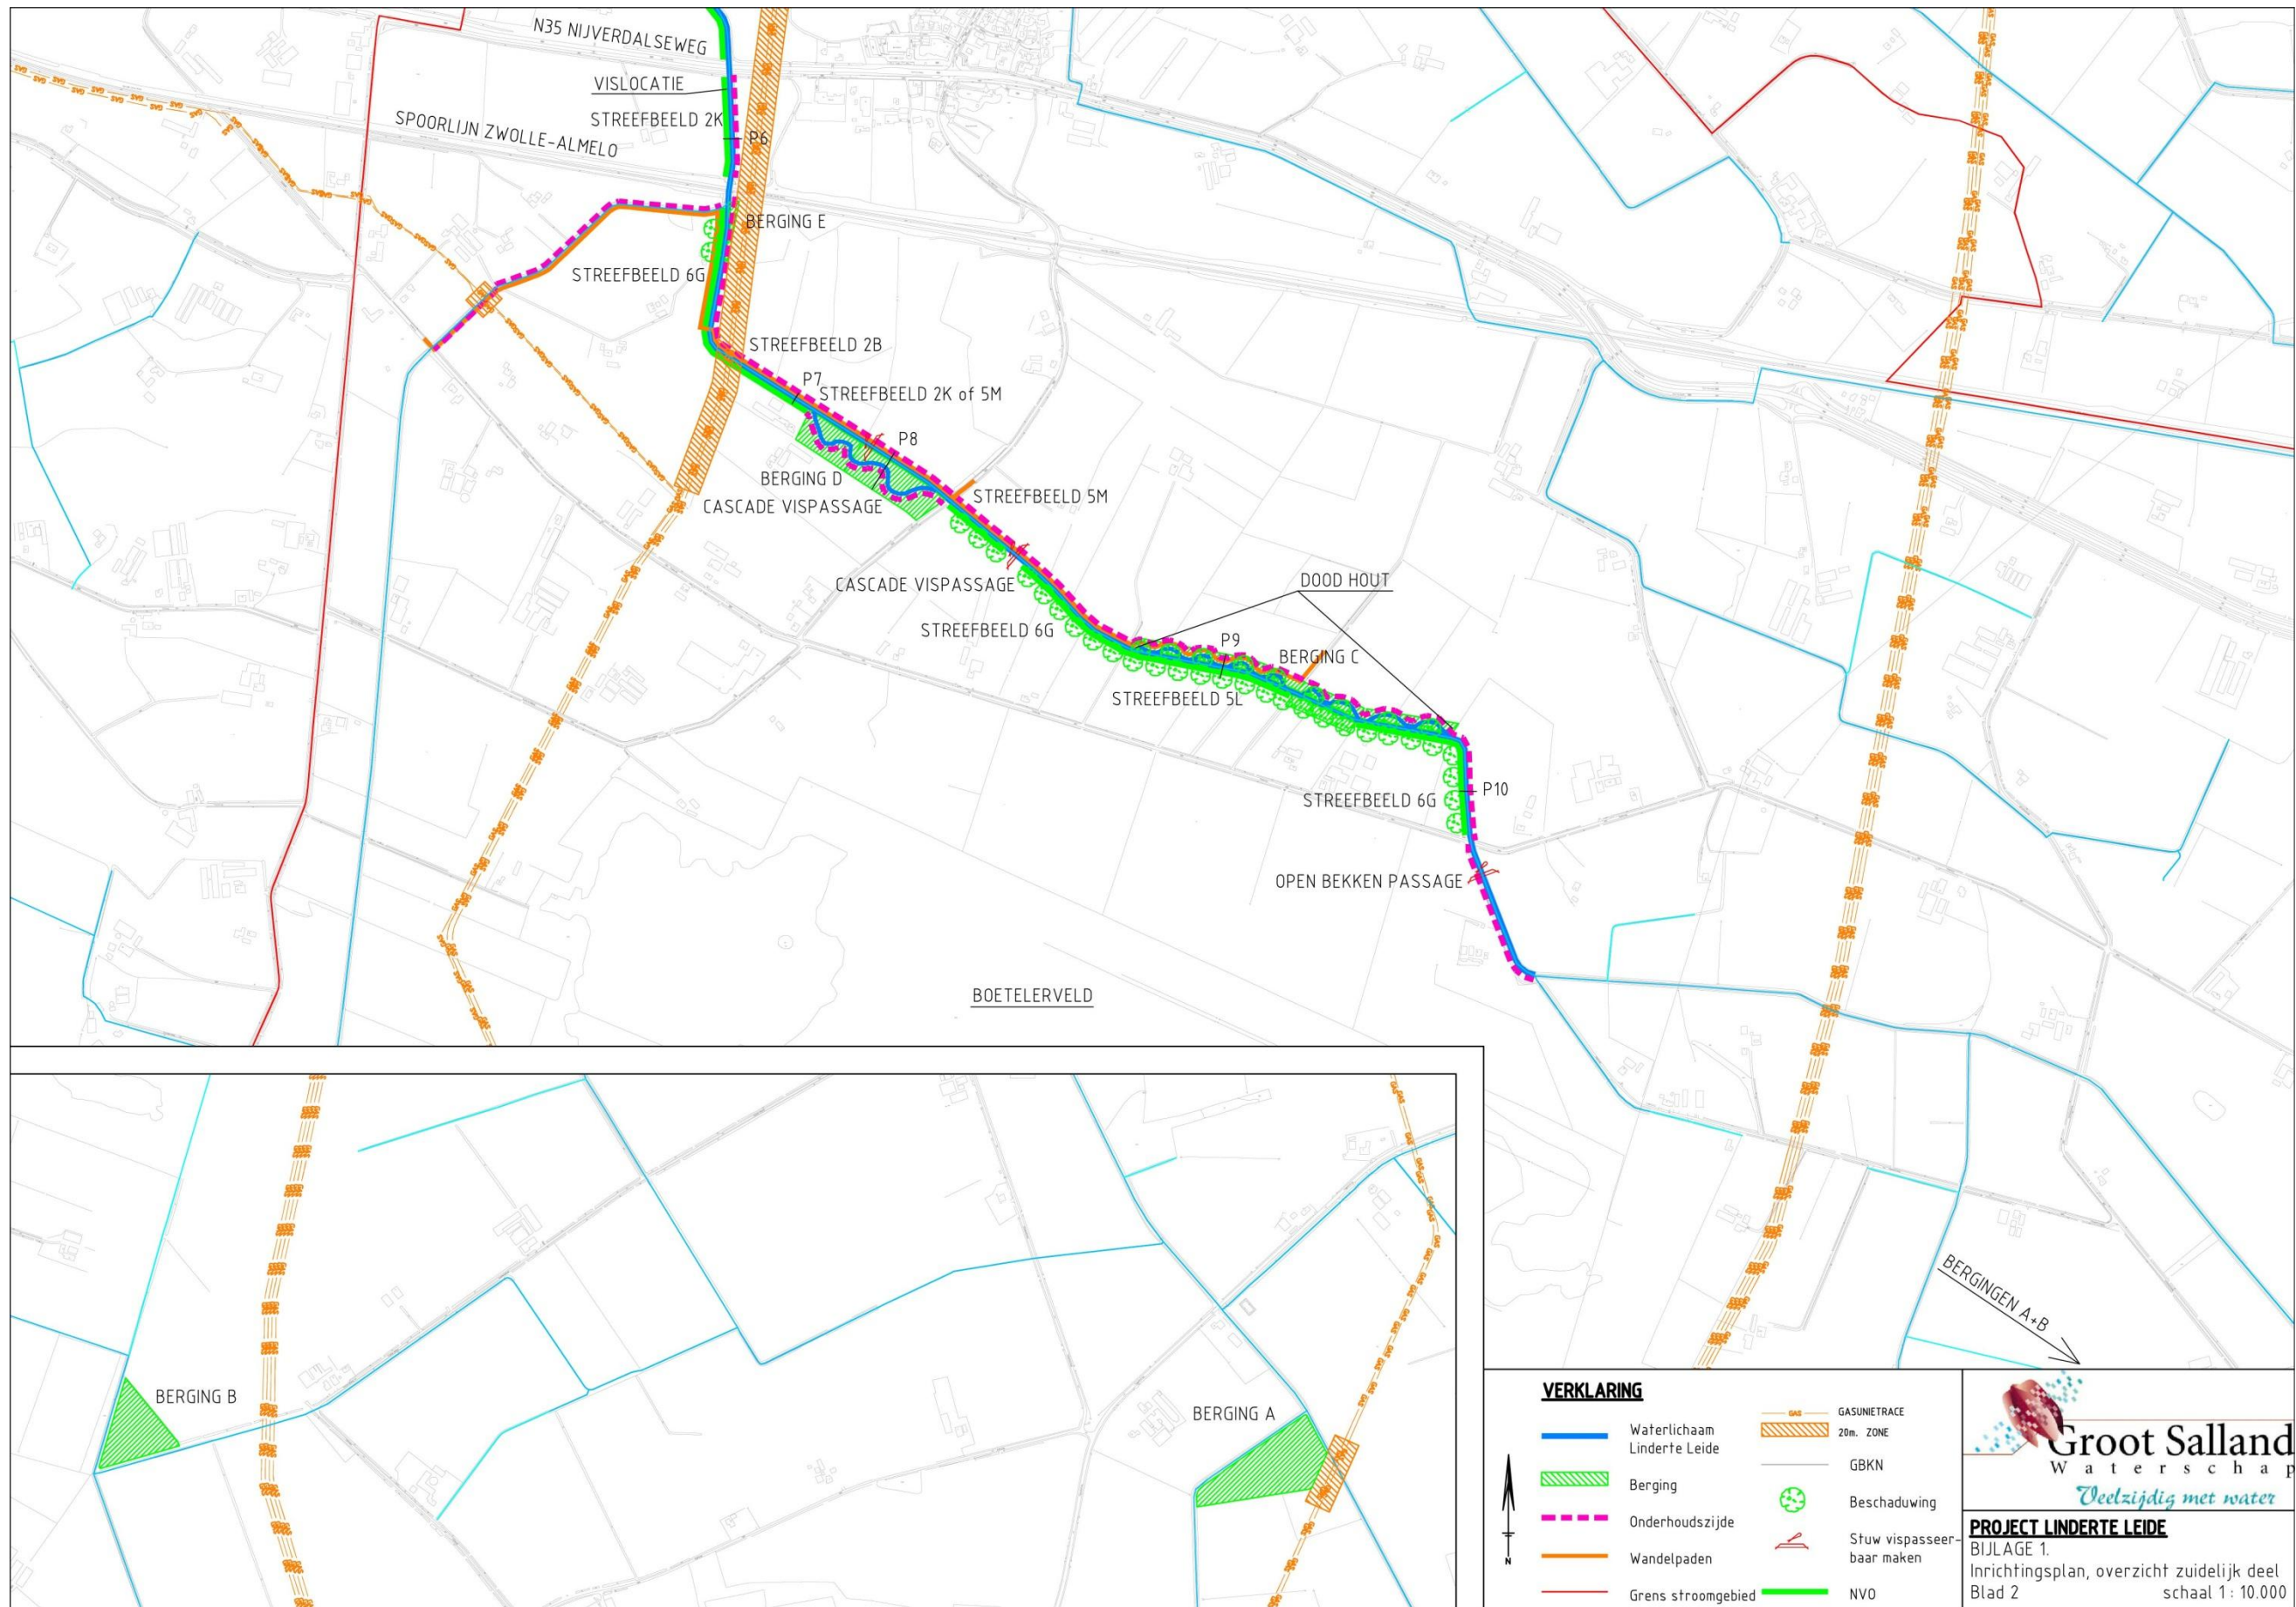 N35 NIJVERDALSEWEG
VISLOCATIE
STREEFBEELD 2K
P6
SPOORLIJN ZWOLLE-ALMELO
BERGING E
STREEFBEELD 6G
STREEFBEELD 2B
P7
STREEFBEELD 2K of 5M
P8
BERGING D
CASCADE VISPASSAGE
STREEFBEELD 5M
CASCADE VISPASSAGE
DOOD HOUT
STREEFBEELD 6G
P9
BERGING C
STREEFBEELD 5L
STREEFBEELD 6G
P10
OPEN BEKKEN PASSAGE
BOETELERVELD
BERGINGEN A+B
BERGING B
BERGING A
VERKLARING
Waterlichaam
Linderte Leide
Berging
Onderhoudszijde
Wandelpaden
Grens stroomgebied
GAS
GASUNIETRACE
20m. ZONE
GBKN
Beschaduwing
Stuw vispasseer-
baar maken
NVO
N
Groot Salland
Waterschap
Veelzijdig met water
PROJECT LINDERTE LEIDE
BIJLAGE 1.
Inrichtingsplan, overzicht zuidelijk deel
Blad 2 schaal 1 : 10.000